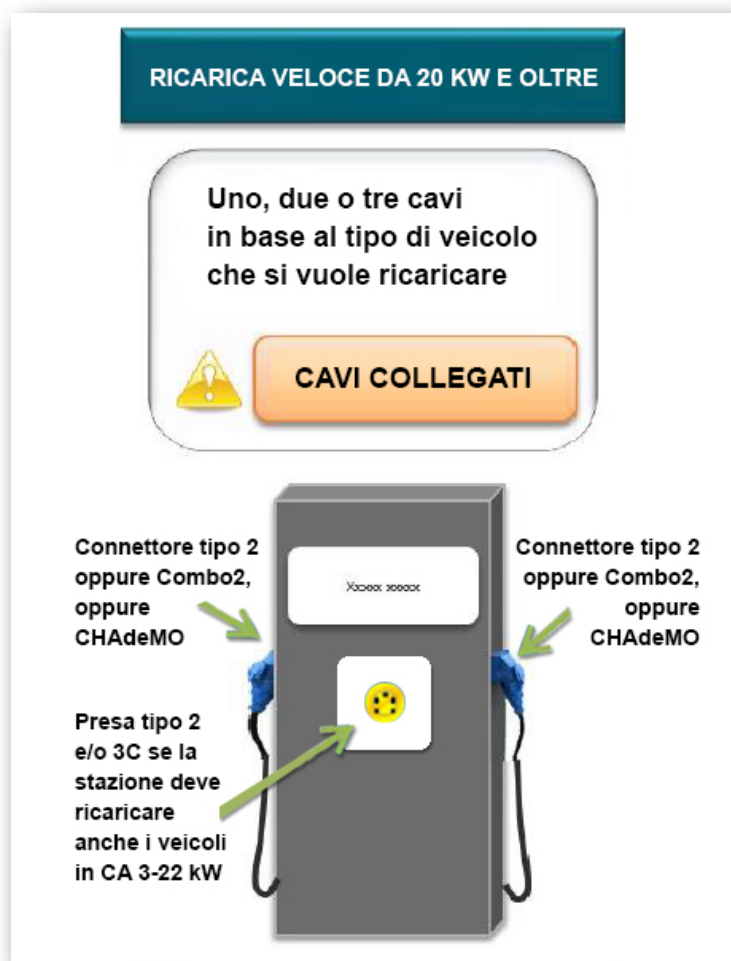 RICARICA VELOCE DA 20 KW E OLTRE
Uno, due o tre cavi
in base al tipo di veicolo
che si vuole ricaricare
CAVI COLLEGATI
Connettore tipo 2
oppure Combo2,
oppure
CHAdeMO
Connettore tipo 2
oppure Combo2,
oppure
CHAdeMO
Presa tipo 2
e/o 3C se la
stazione deve
ricaricare
anche i veicoli
in CA 3-22 kW